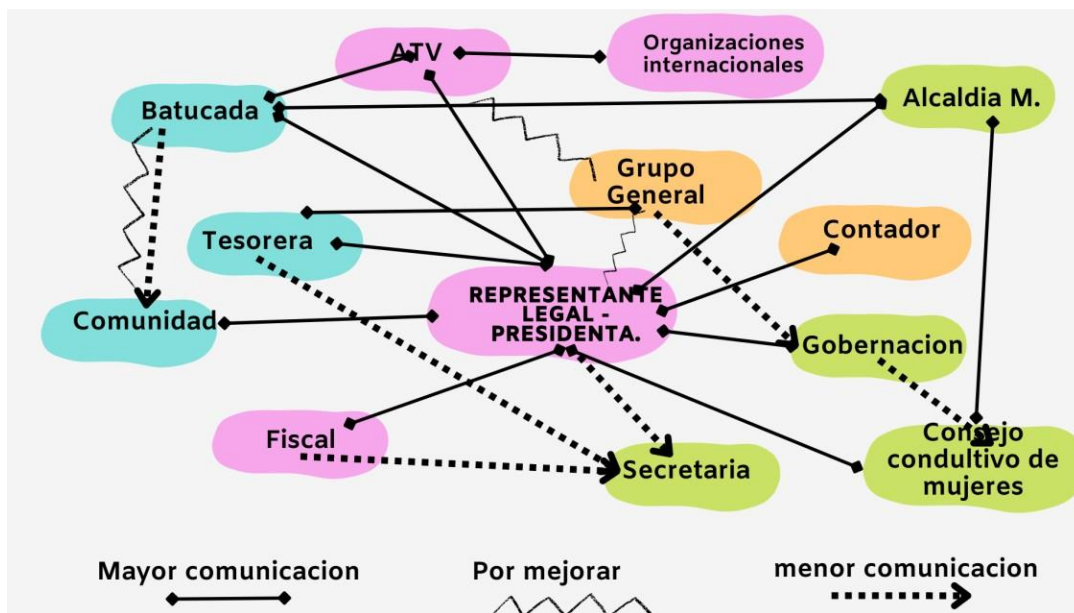 ATV
Organizaciones
internacionales
Batucada
Alcaldia M.
Grupo
General
Tesorera
Contador
REPRESENTANTE
LEGAL -
PRESIDENTA.
Comunidad
Gobernacion
Fiscal
Secretaria
Consejo
condultivo de
mujeres
Mayor comunicacion
Por mejorar
menor comunicacion